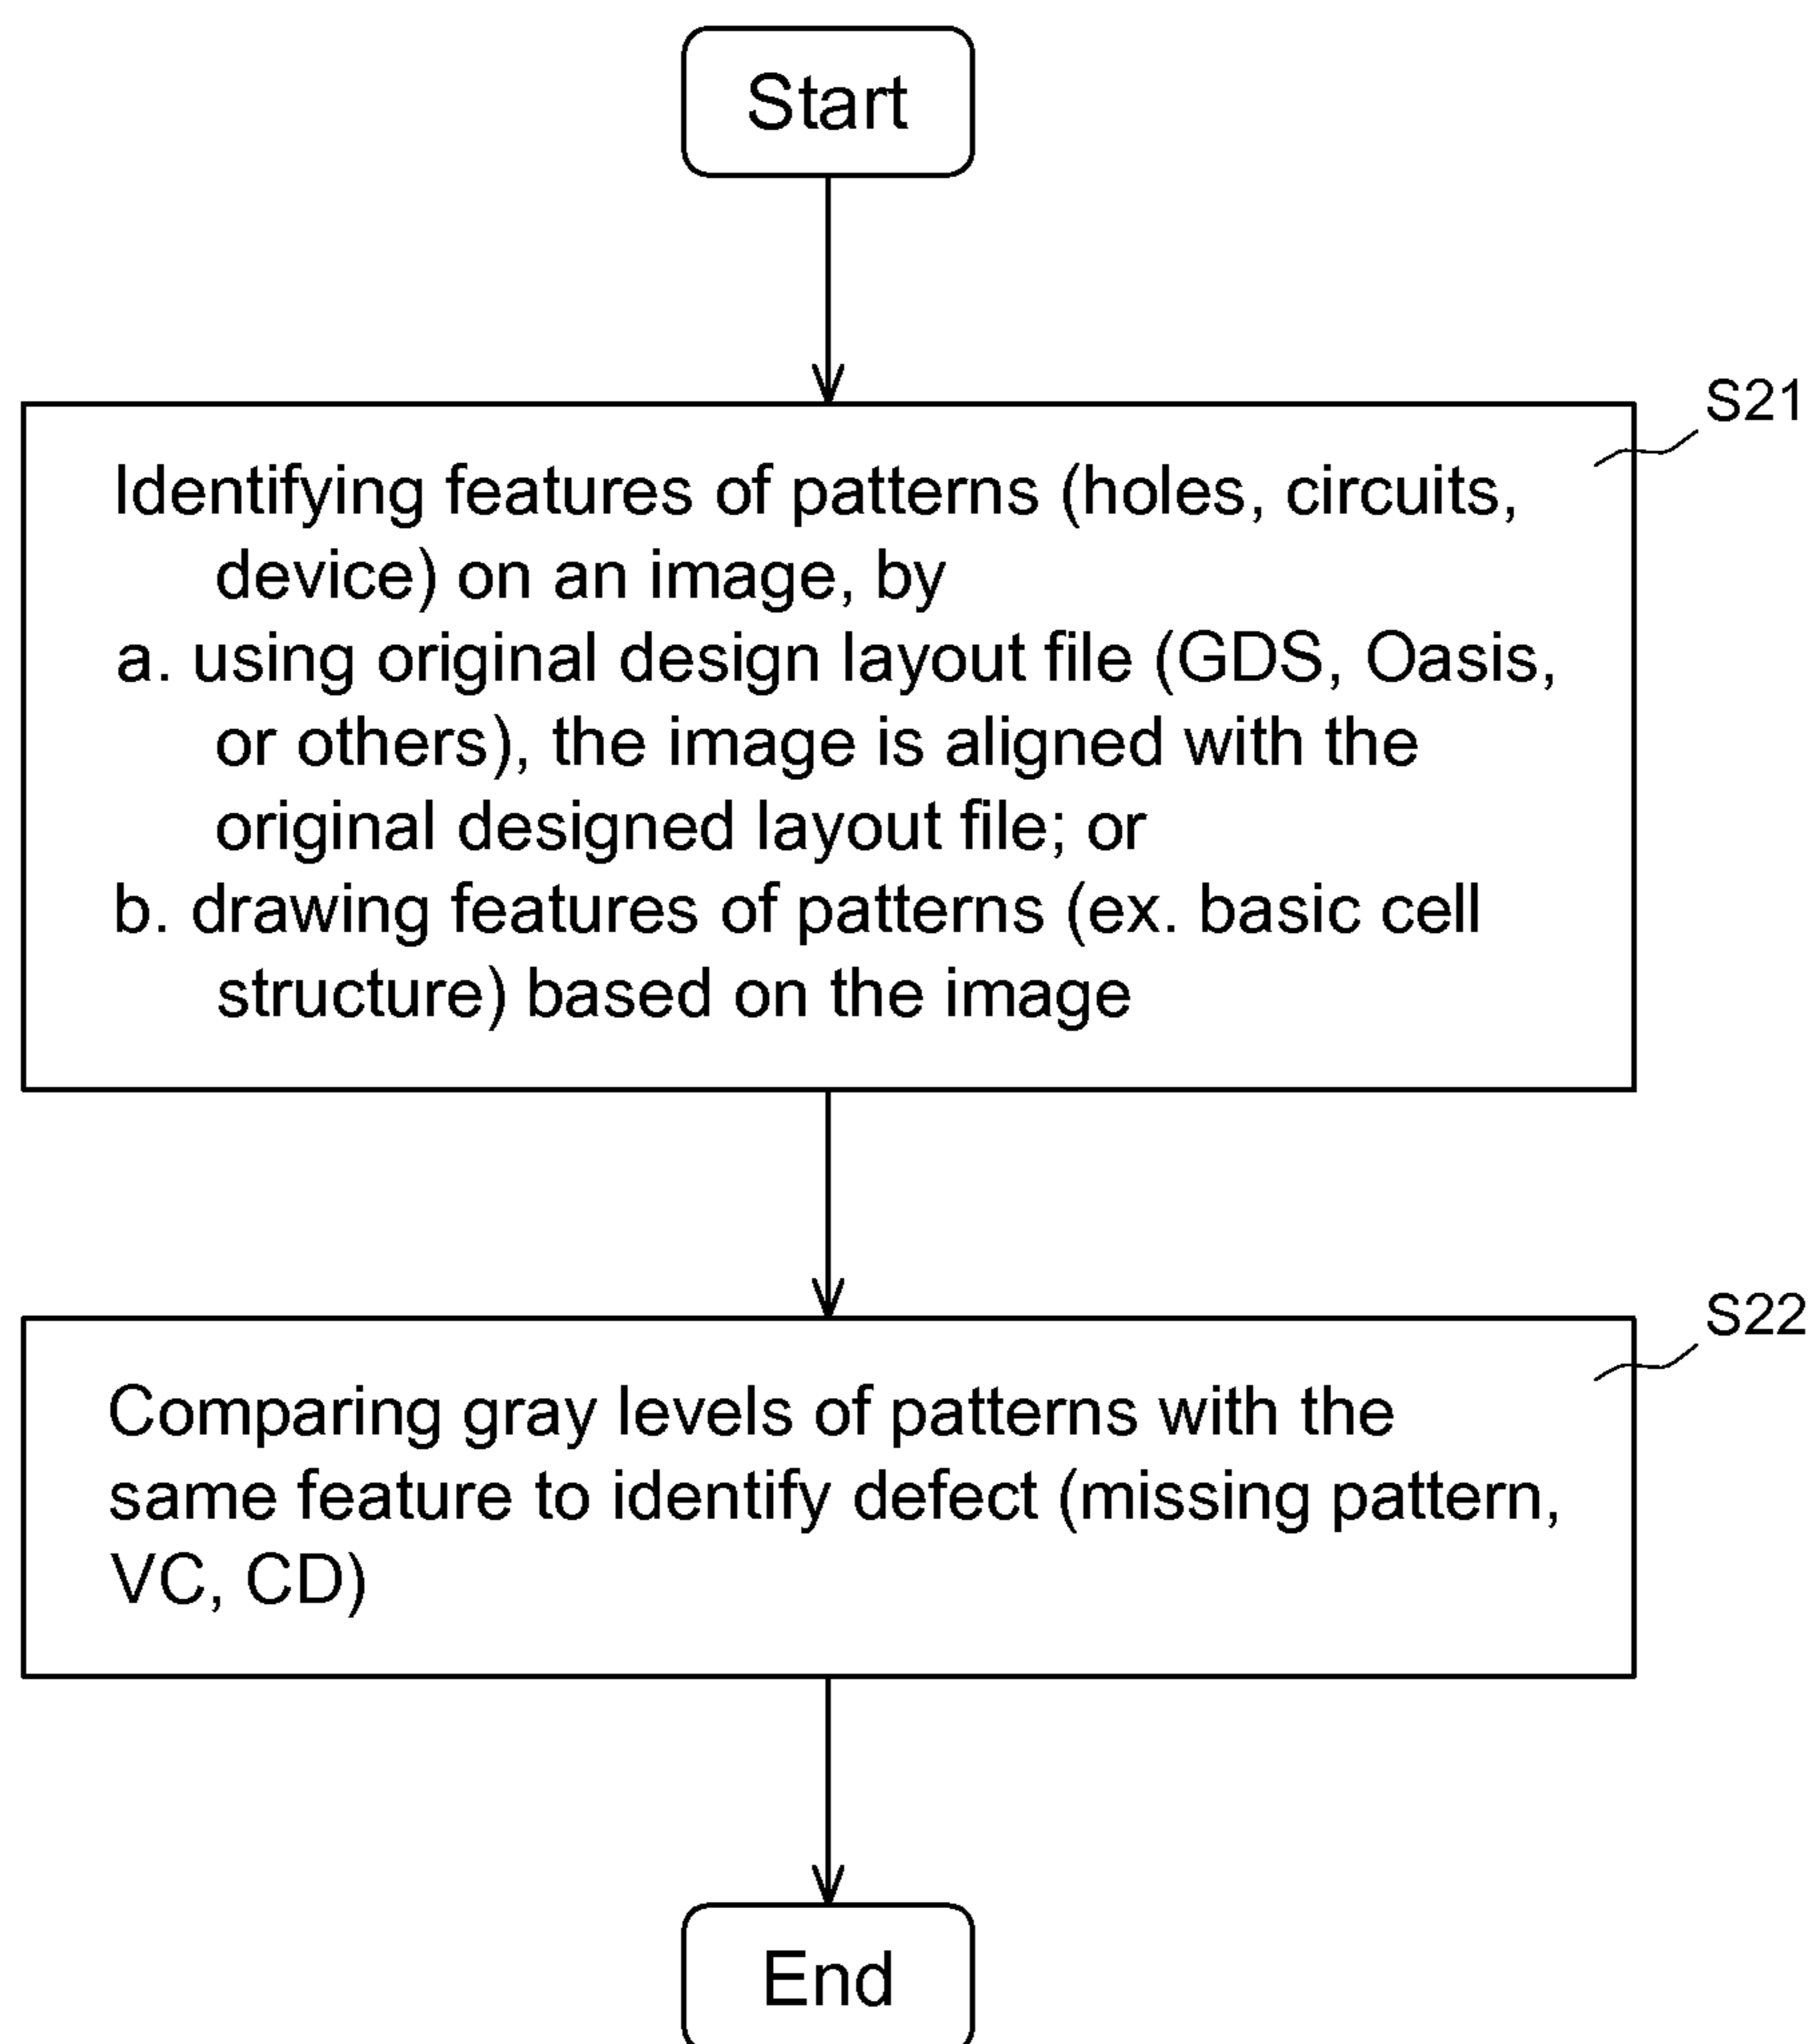 Start
S21
Identifying features of patterns (holes, circuits,
device) on an image, by
a. using original design layout file (GDS, Oasis,
or others), the image is aligned with the
original designed layout file; or
b. drawing features of patterns (ex. basic cell
structure) based on the image
S22
Comparing gray levels of patterns with the
same feature to identify defect (missing pattern,
VC, CD)
End